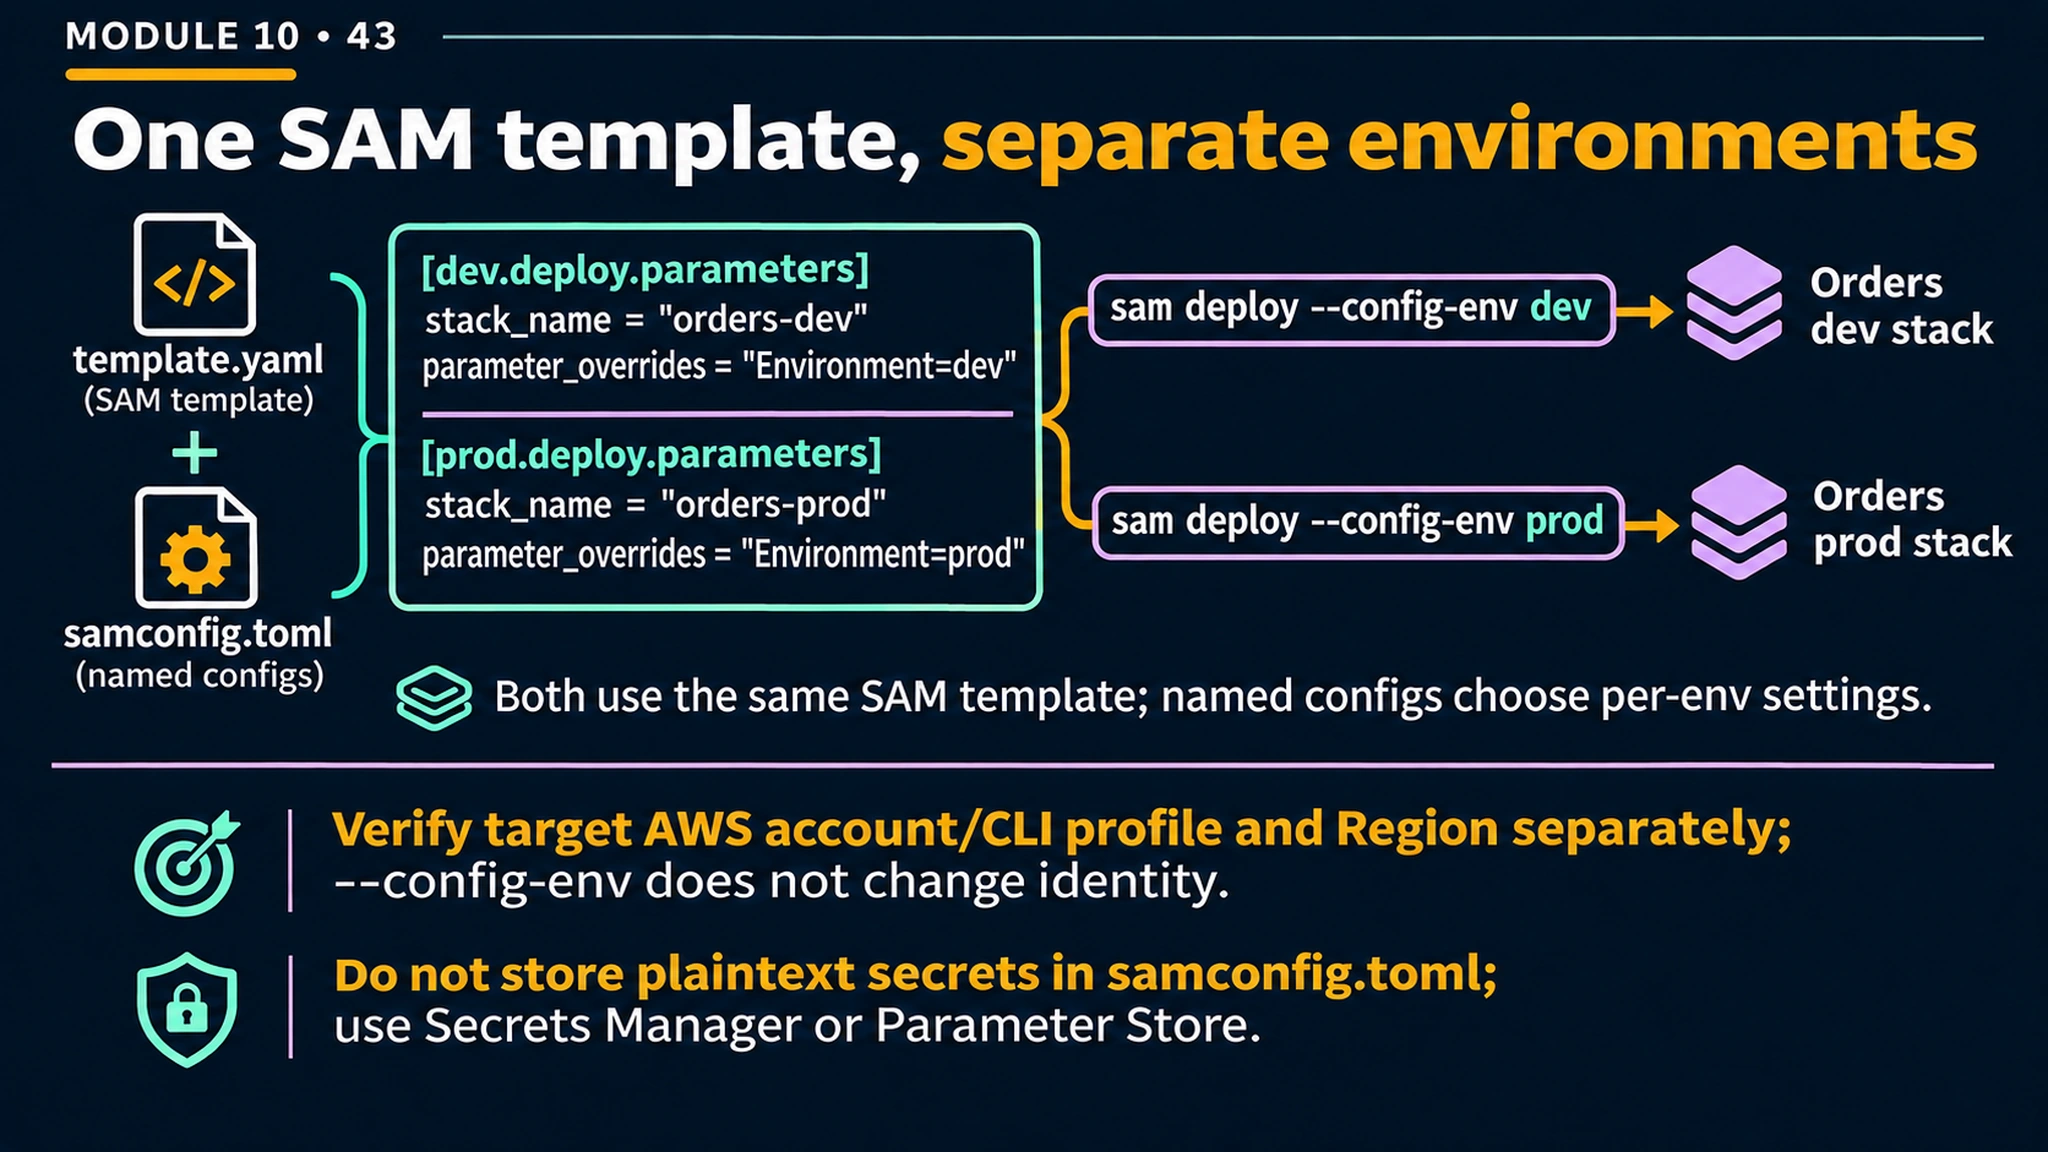 MODULE 10 • 43
One SAM template, separate environments
</>
template.yaml
(SAM template)
+
samconfig.toml
(named configs)
[dev.deploy.parameters]
stack_name = "orders-dev"
parameter_overrides = "Environment=dev"
[prod.deploy.parameters]
stack_name = "orders-prod"
parameter_overrides = "Environment=prod"
sam deploy --config-env dev
Orders
dev stack
sam deploy --config-env prod
Orders
prod stack
Both use the same SAM template; named configs choose per-env settings.
Verify target AWS account/CLI profile and Region separately;
--config-env does not change identity.
Do not store plaintext secrets in samconfig.toml;
use Secrets Manager or Parameter Store.